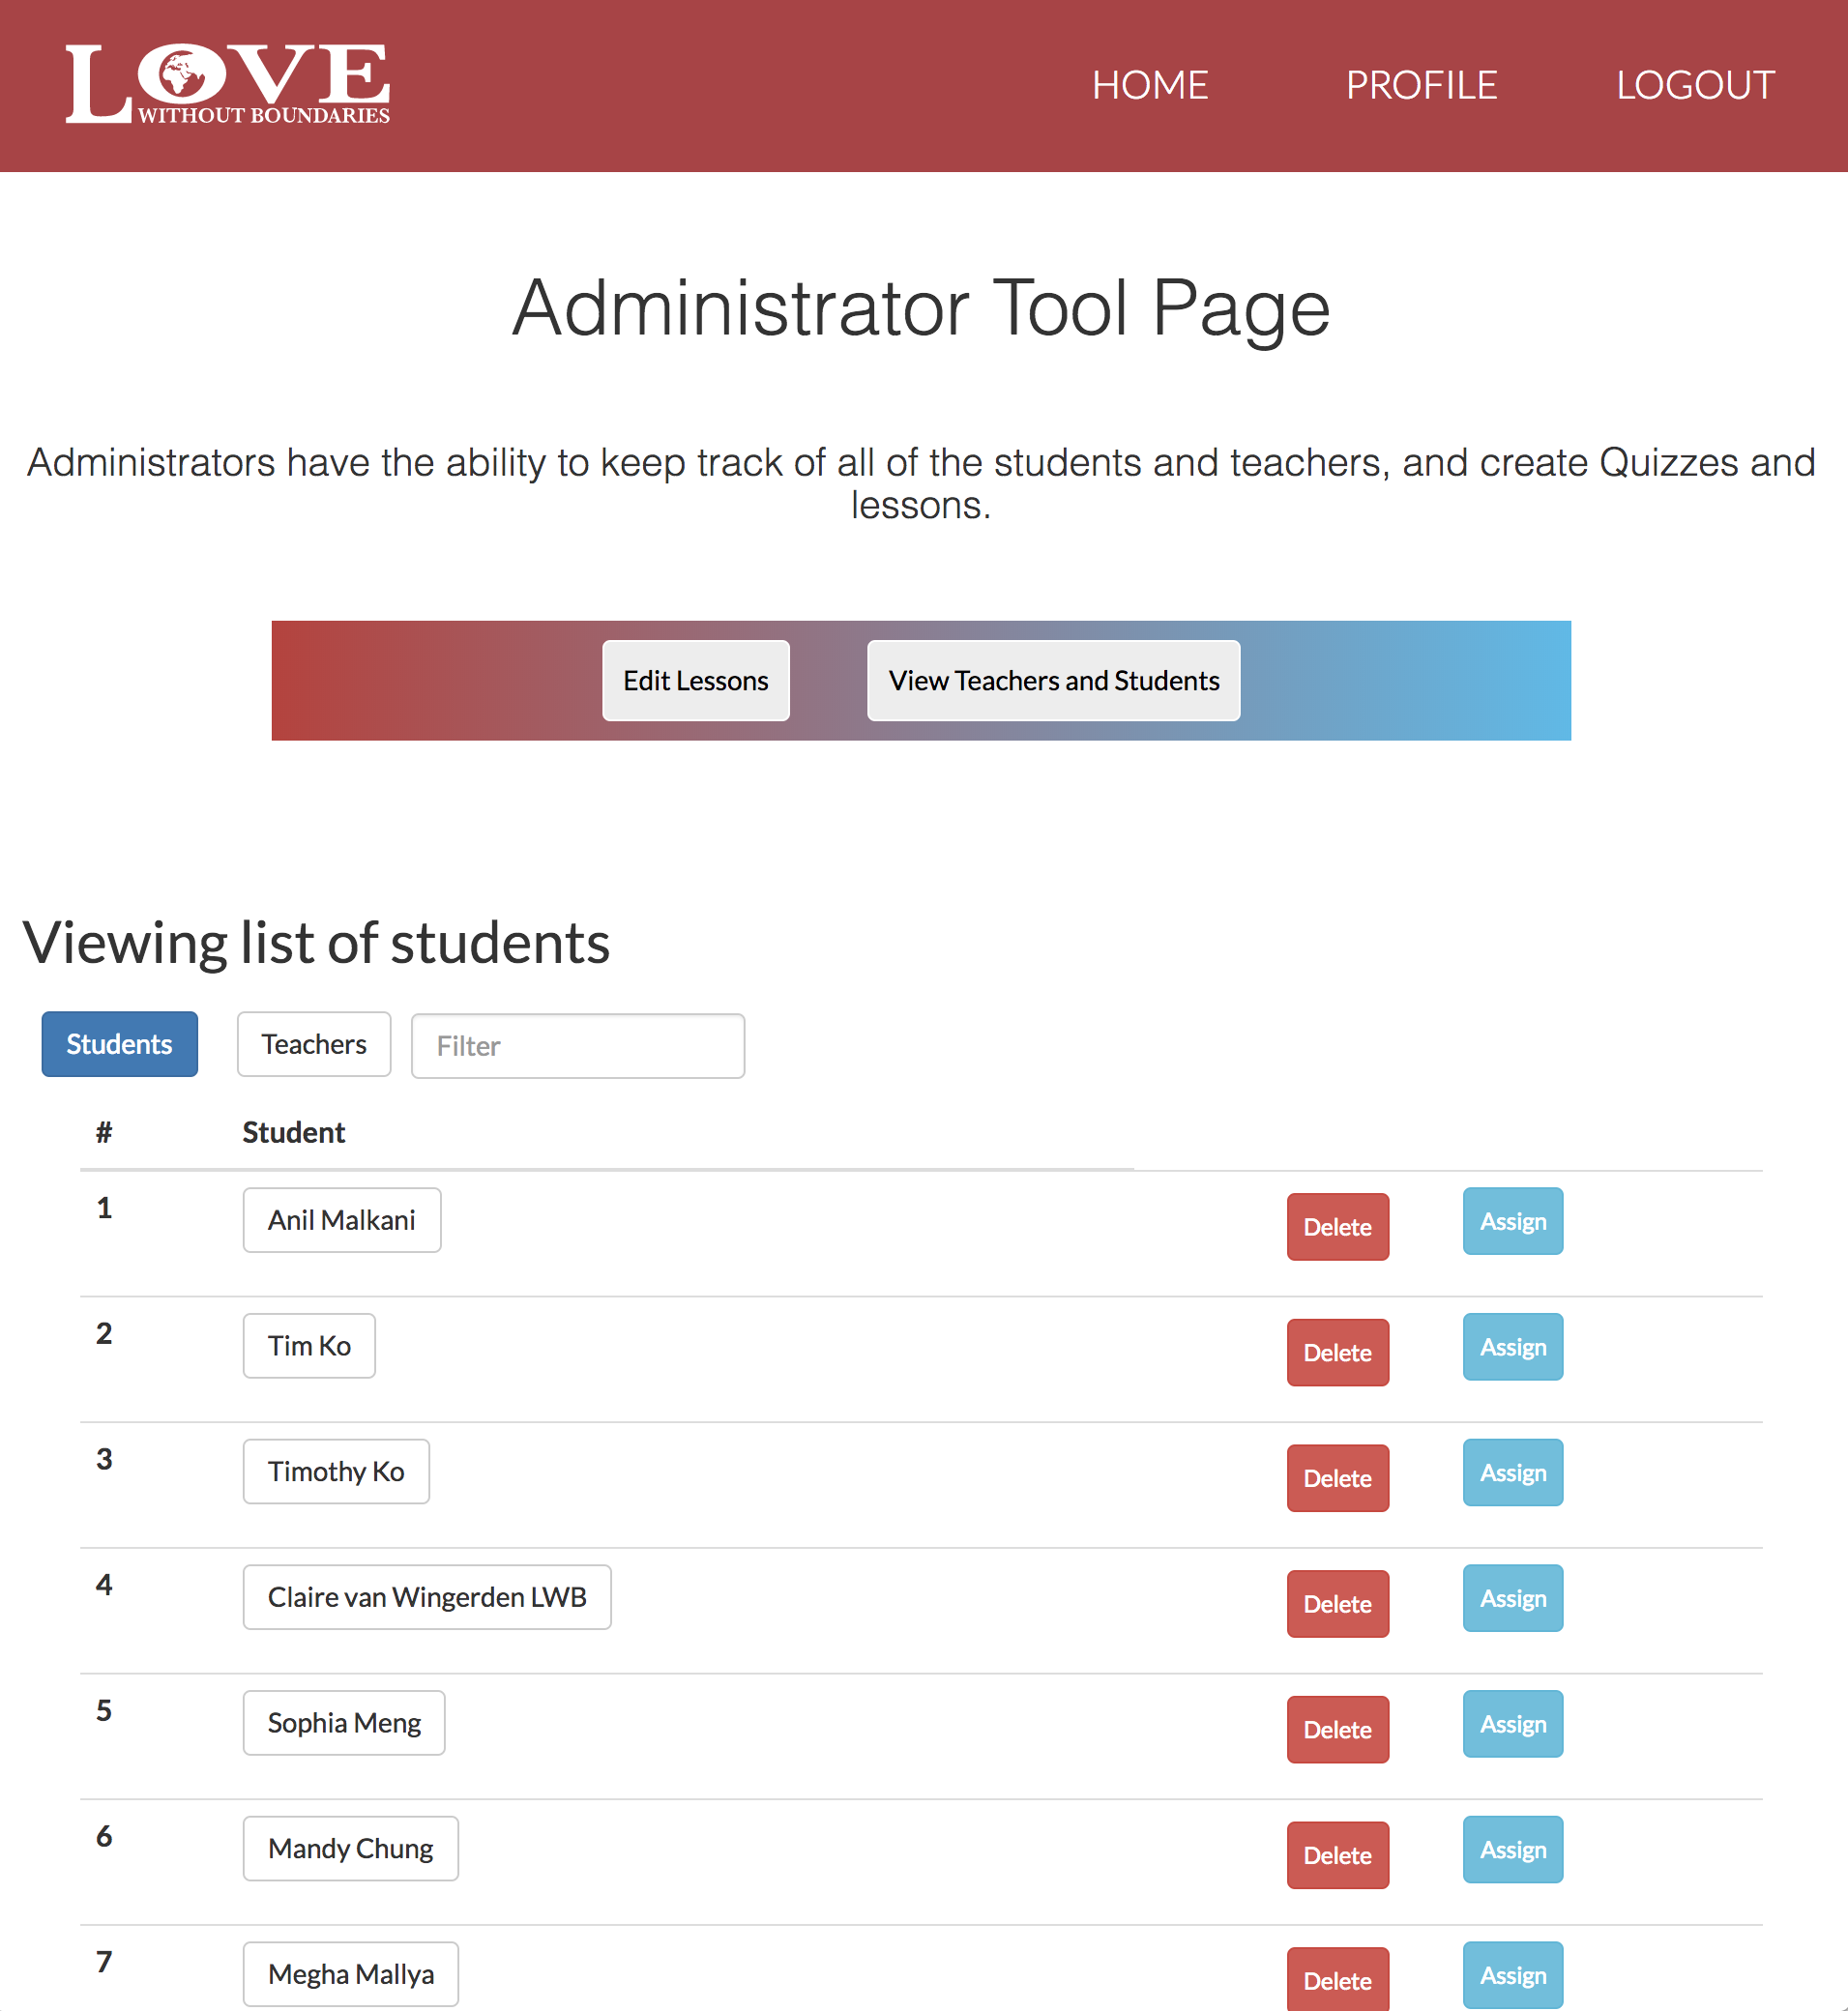 LOVE
WITHOUT BOUNDARIES
HOME PROFILE LOGOUT
Administrator Tool Page
Administrators have the ability to keep track of all of the students and teachers, and create Quizzes and
lessons.
Edit Lessons View Teachers and Students
Viewing list of students
Students Teachers Filter
# Student
1 Anil Malkani Delete Assign
2 Tim Ko Delete Assign
3 Timothy Ko Delete Assign
4 Claire van Wingerden LWB Delete Assign
5 Sophia Meng Delete Assign
6 Mandy Chung Delete Assign
7 Megha Mallya Delete Assign